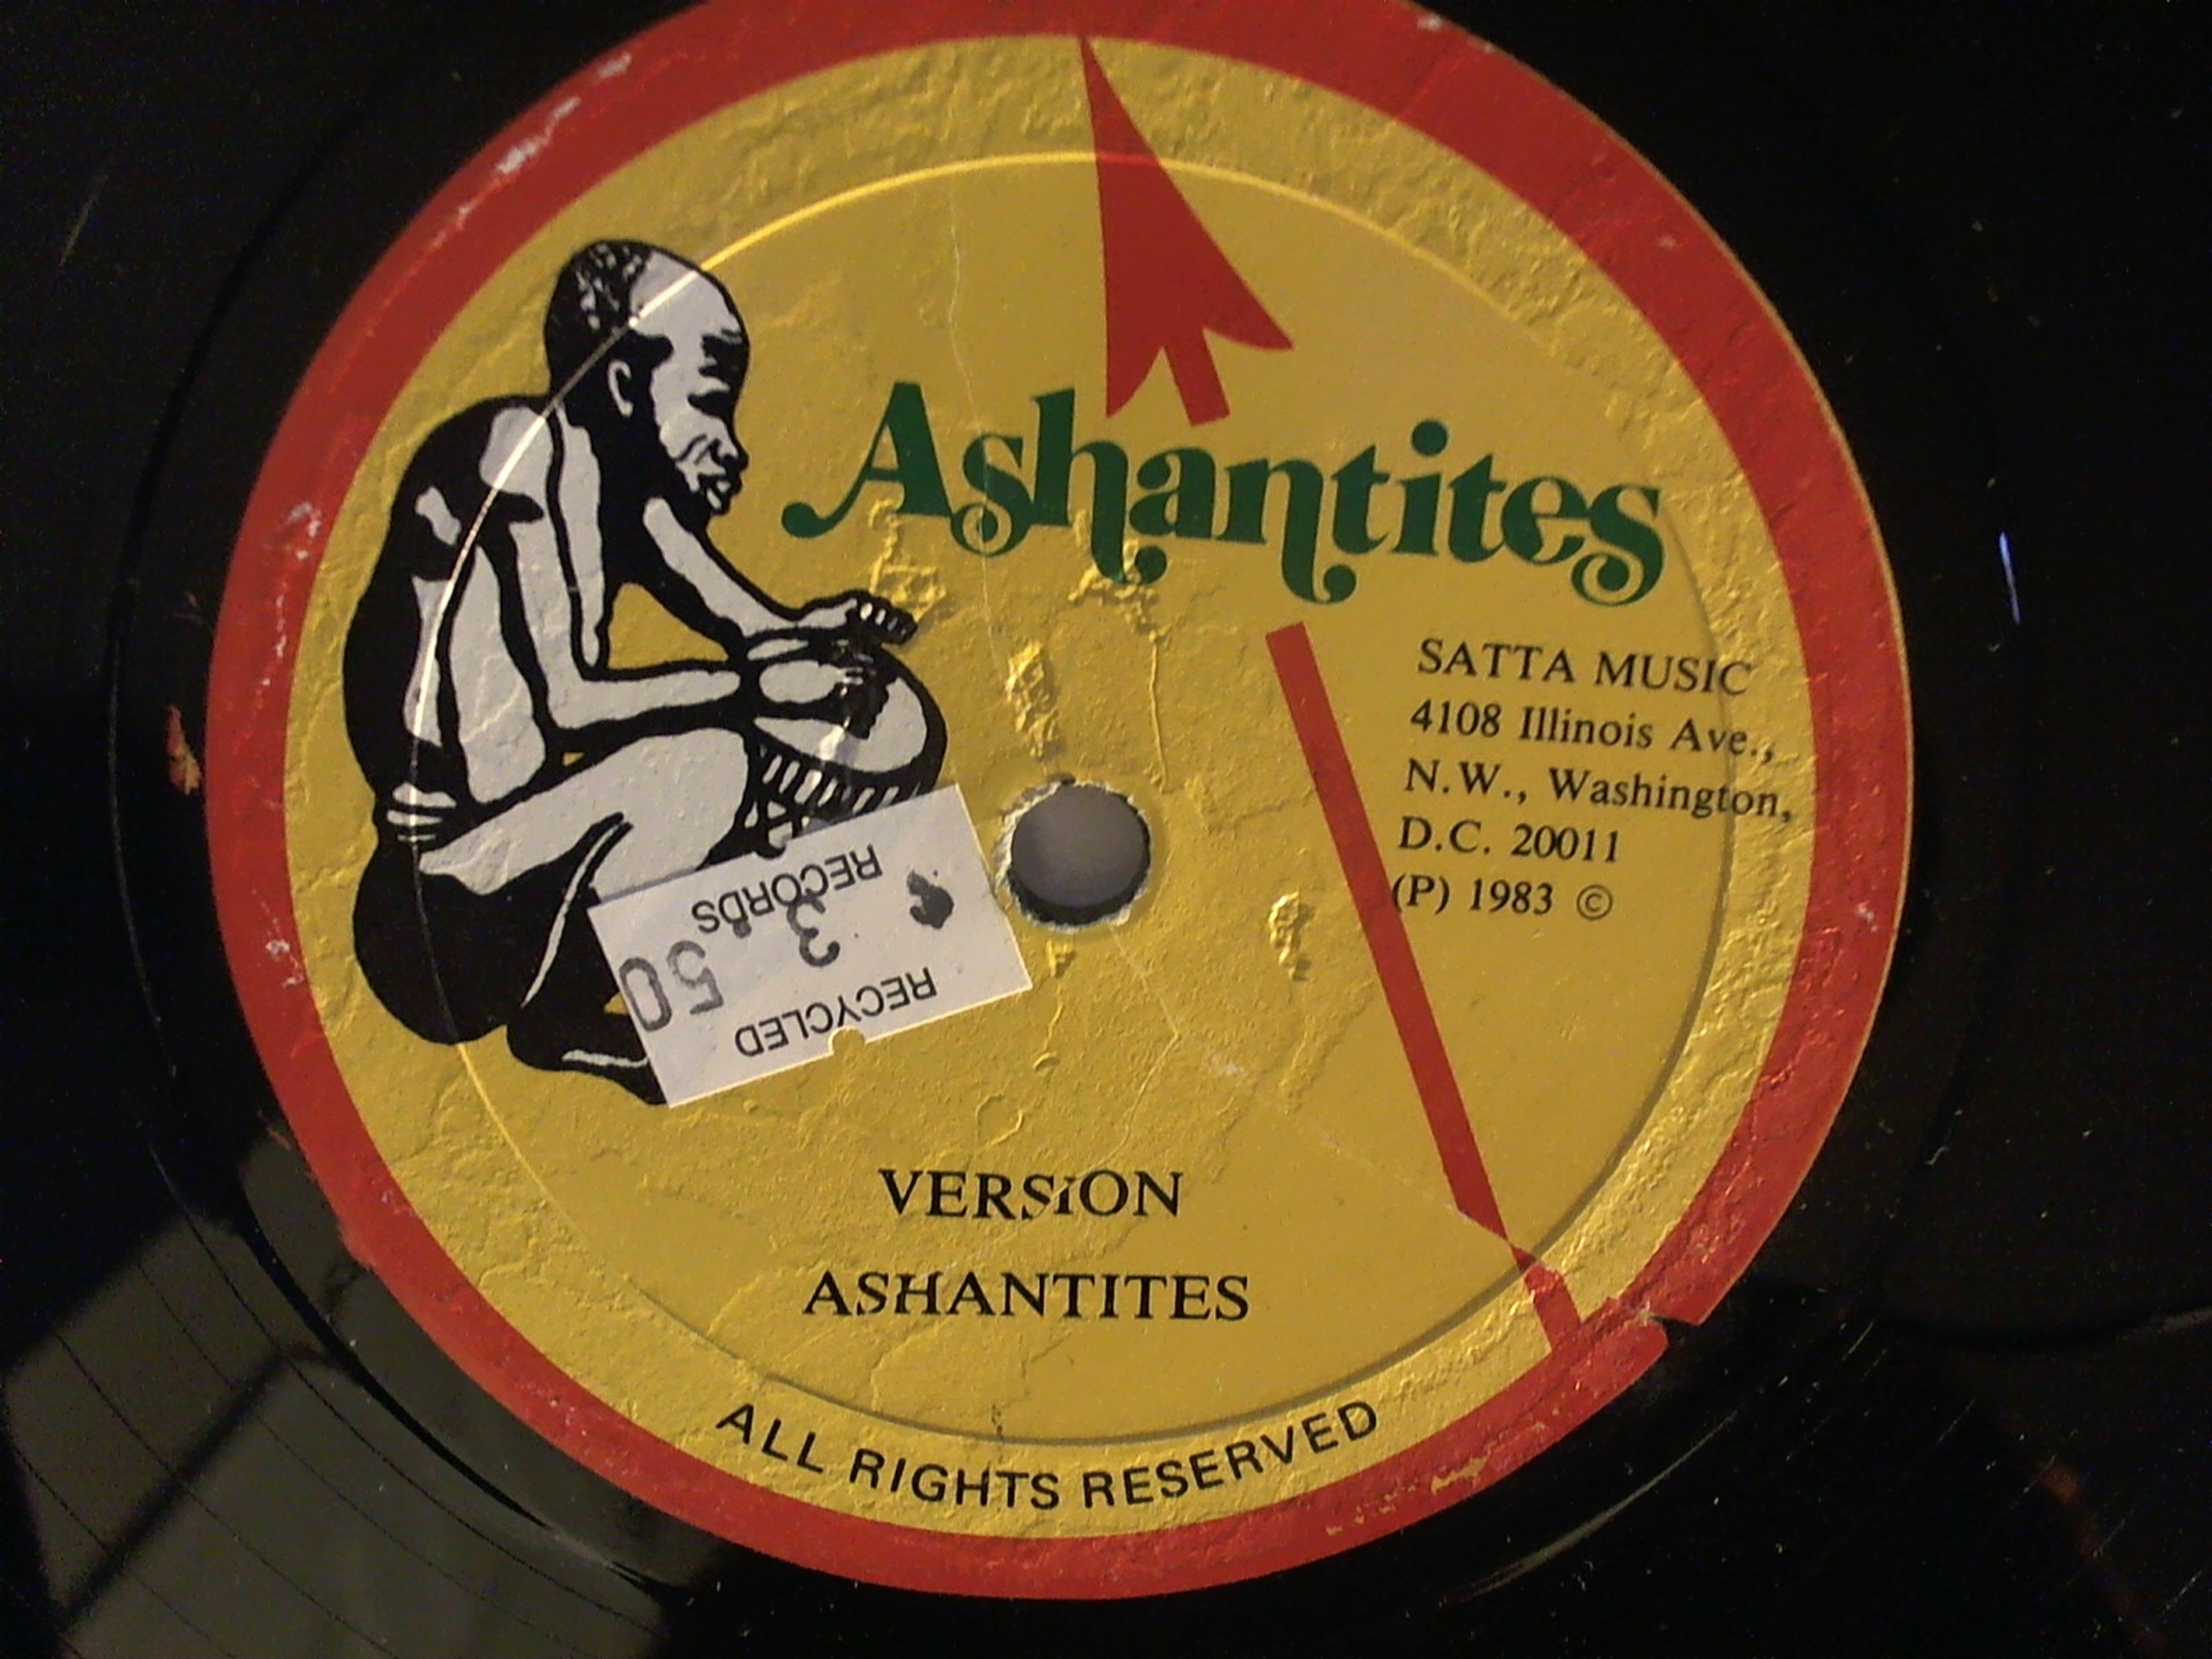 Ashantites
SATTA MUSIC
4108 Illinois Ave.,
N.W., Washington,
D.C. 20011
(P) 1983 ©
RECYCLED
3 50
RECORDS
VERSiON
ASHANTITES
ALL RIGHTS RESERVED